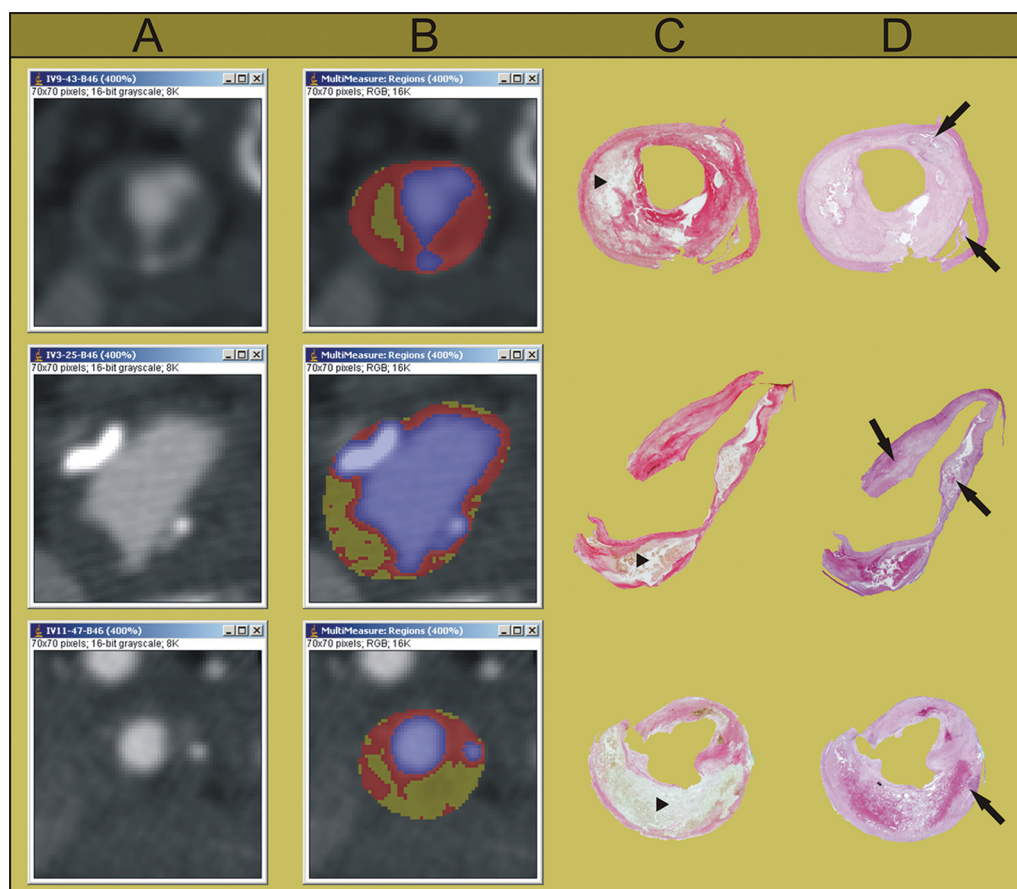 A B C D
IV9-43-B46 (400%) MultiMeasure: Regions (400%)
70x70 pixels; 16-bit grayscale; 8K 70x70 pixels; RGB; 16K
IV3-25-B46 (400%) MultiMeasure: Regions (400%)
70x70 pixels; 16-bit grayscale; 8K 70x70 pixels; RGB; 16K
IV11-47-B46 (400%) MultiMeasure: Regions (400%)
70x70 pixels; 16-bit grayscale; 8K 70x70 pixels; RGB; 16K